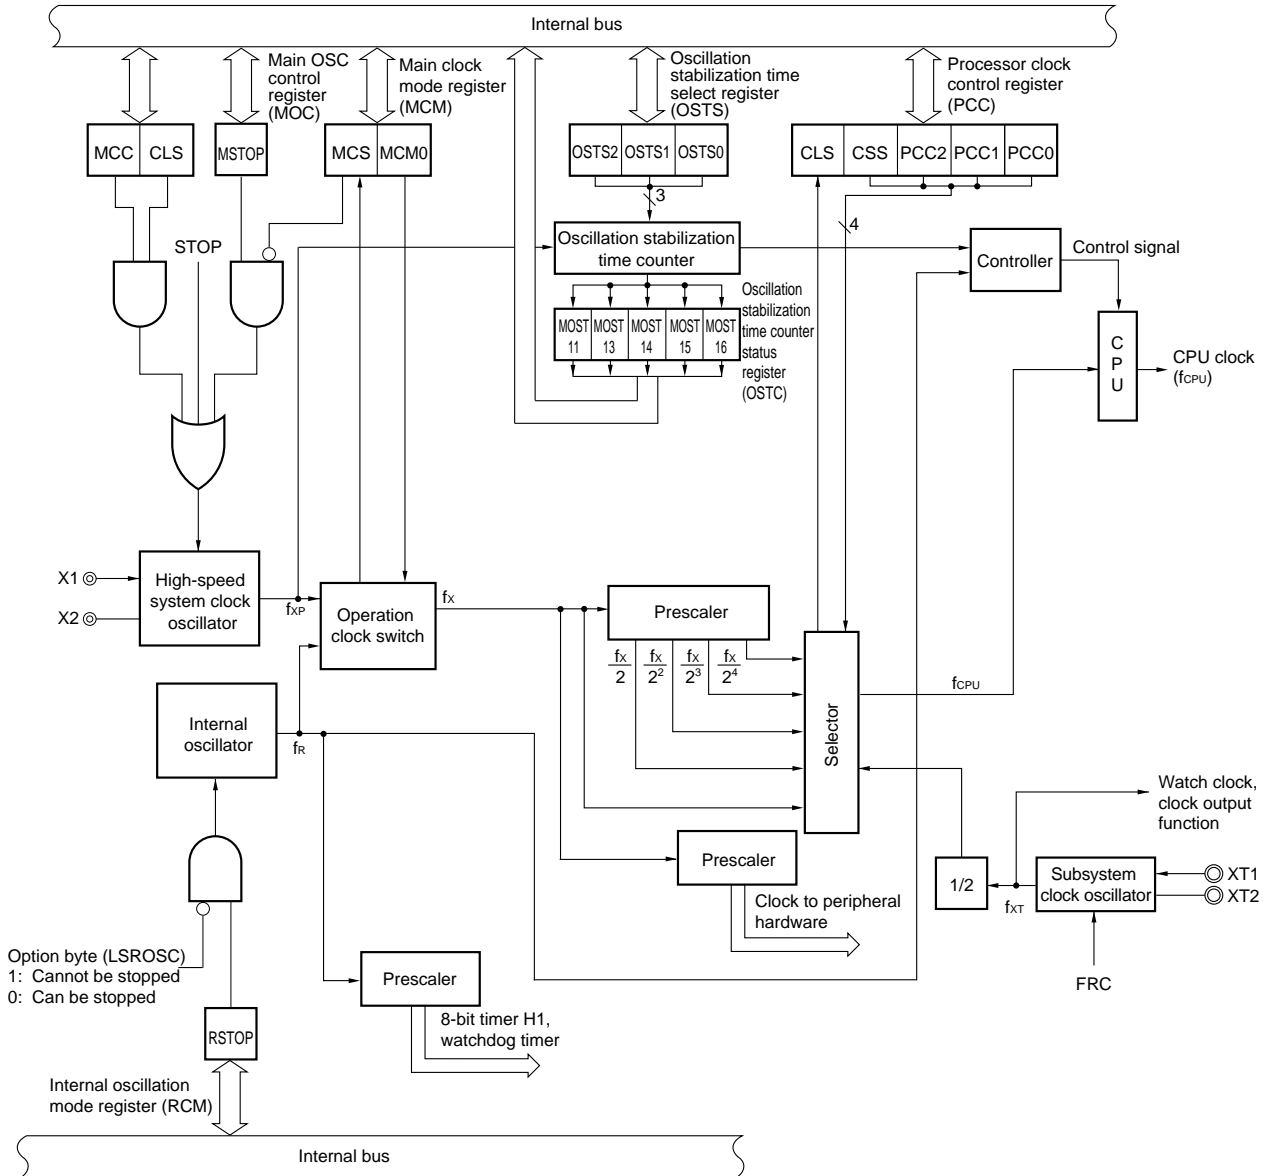 Internal bus
Main OSC
control
register
(MOC)
Main clock
mode register
(MCM)
Oscillation
stabilization time
select register
(OSTS)
Processor clock
control register
(PCC)
MCC CLS
MSTOP
MCS MCM0
OSTS2 OSTS1 OSTS0
CLS CSS PCC2 PCC1 PCC0
3
4
STOP
Oscillation stabilization
time counter
Controller
Control signal
Oscillation
stabilization
time counter
status
register
(OSTC)
MOST
11
MOST
13
MOST
14
MOST
15
MOST
16
C
P
U
CPU clock
(fCPU)
X1
X2
High-speed
system clock
oscillator
fXP
Operation
clock switch
fX
Prescaler
fX
2
fX
2²
fX
2³
fX
2⁴
Selector
fCPU
Internal
oscillator
fR
Watch clock,
clock output
function
Prescaler
Clock to peripheral
hardware
1/2
fXT
Subsystem
clock oscillator
XT1
XT2
FRC
Option byte (LSROSC)
1: Cannot be stopped
0: Can be stopped
Prescaler
8-bit timer H1,
watchdog timer
RSTOP
Internal oscillation
mode register (RCM)
Internal bus